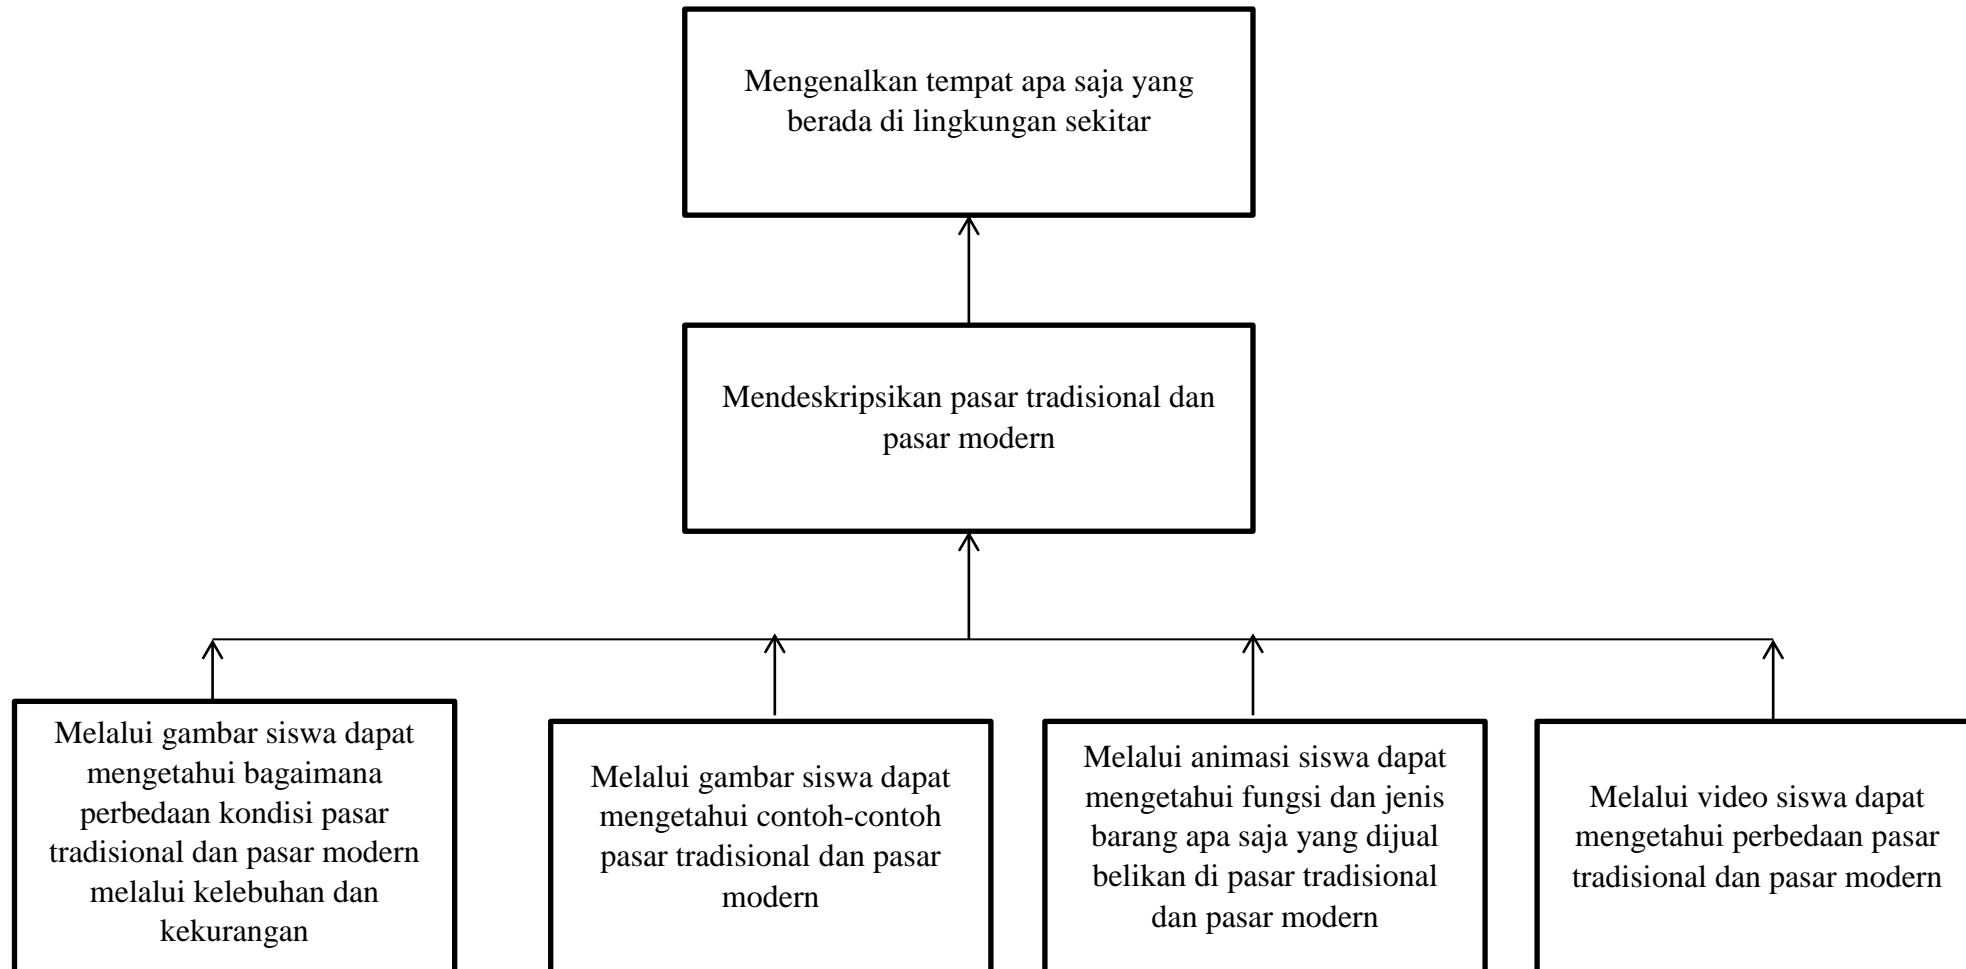 Mengenalkan tempat apa saja yang
berada di lingkungan sekitar
Mendeskripsikan pasar tradisional dan
pasar modern
Melalui gambar siswa dapat
mengetahui bagaimana
perbedaan kondisi pasar
tradisional dan pasar modern
melalui kelebuhan dan
kekurangan
Melalui gambar siswa dapat
mengetahui contoh-contoh
pasar tradisional dan pasar
modern
Melalui animasi siswa dapat
mengetahui fungsi dan jenis
barang apa saja yang dijual
belikan di pasar tradisional
dan pasar modern
Melalui video siswa dapat
mengetahui perbedaan pasar
tradisional dan pasar modern